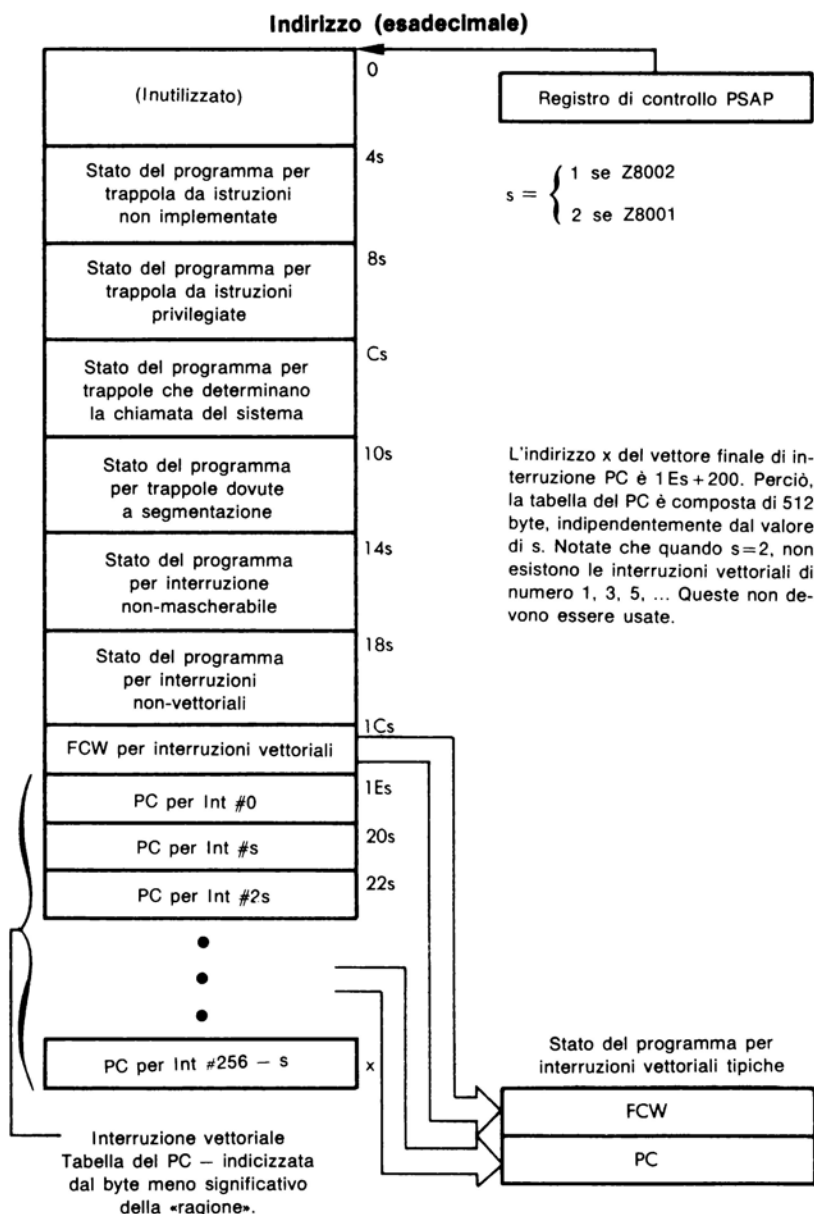 Indirizzo (esadecimale)
(Inutilizzato)
0
Registro di controllo PSAP
Stato del programma per
trappola da istruzioni
non implementate
4s
s =
1 se Z8002
2 se Z8001
Stato del programma per
trappola da istruzioni
privilegiate
8s
Stato del programma per
trappole che determinano
la chiamata del sistema
Cs
Stato del programma
per trappole dovute
a segmentazione
10s
L'indirizzo x del vettore finale di in-
terruzione PC è 1Es+200. Perciò,
la tabella del PC è composta di 512
byte, indipendentemente dal valore
di s. Notate che quando s=2, non
esistono le interruzioni vettoriali di
numero 1, 3, 5, ... Queste non de-
vono essere usate.
Stato del programma
per interruzione
non-mascherabile
14s
Stato del programma
per interruzioni
non-vettoriali
18s
FCW per interruzioni vettoriali
1Cs
PC per Int #0
1Es
PC per Int #s
20s
PC per Int #2s
22s
PC per Int #256 – s
x
Stato del programma per
interruzioni vettoriali tipiche
FCW
PC
Interruzione vettoriale
Tabella del PC – indicizzata
dal byte meno significativo
della «ragione».